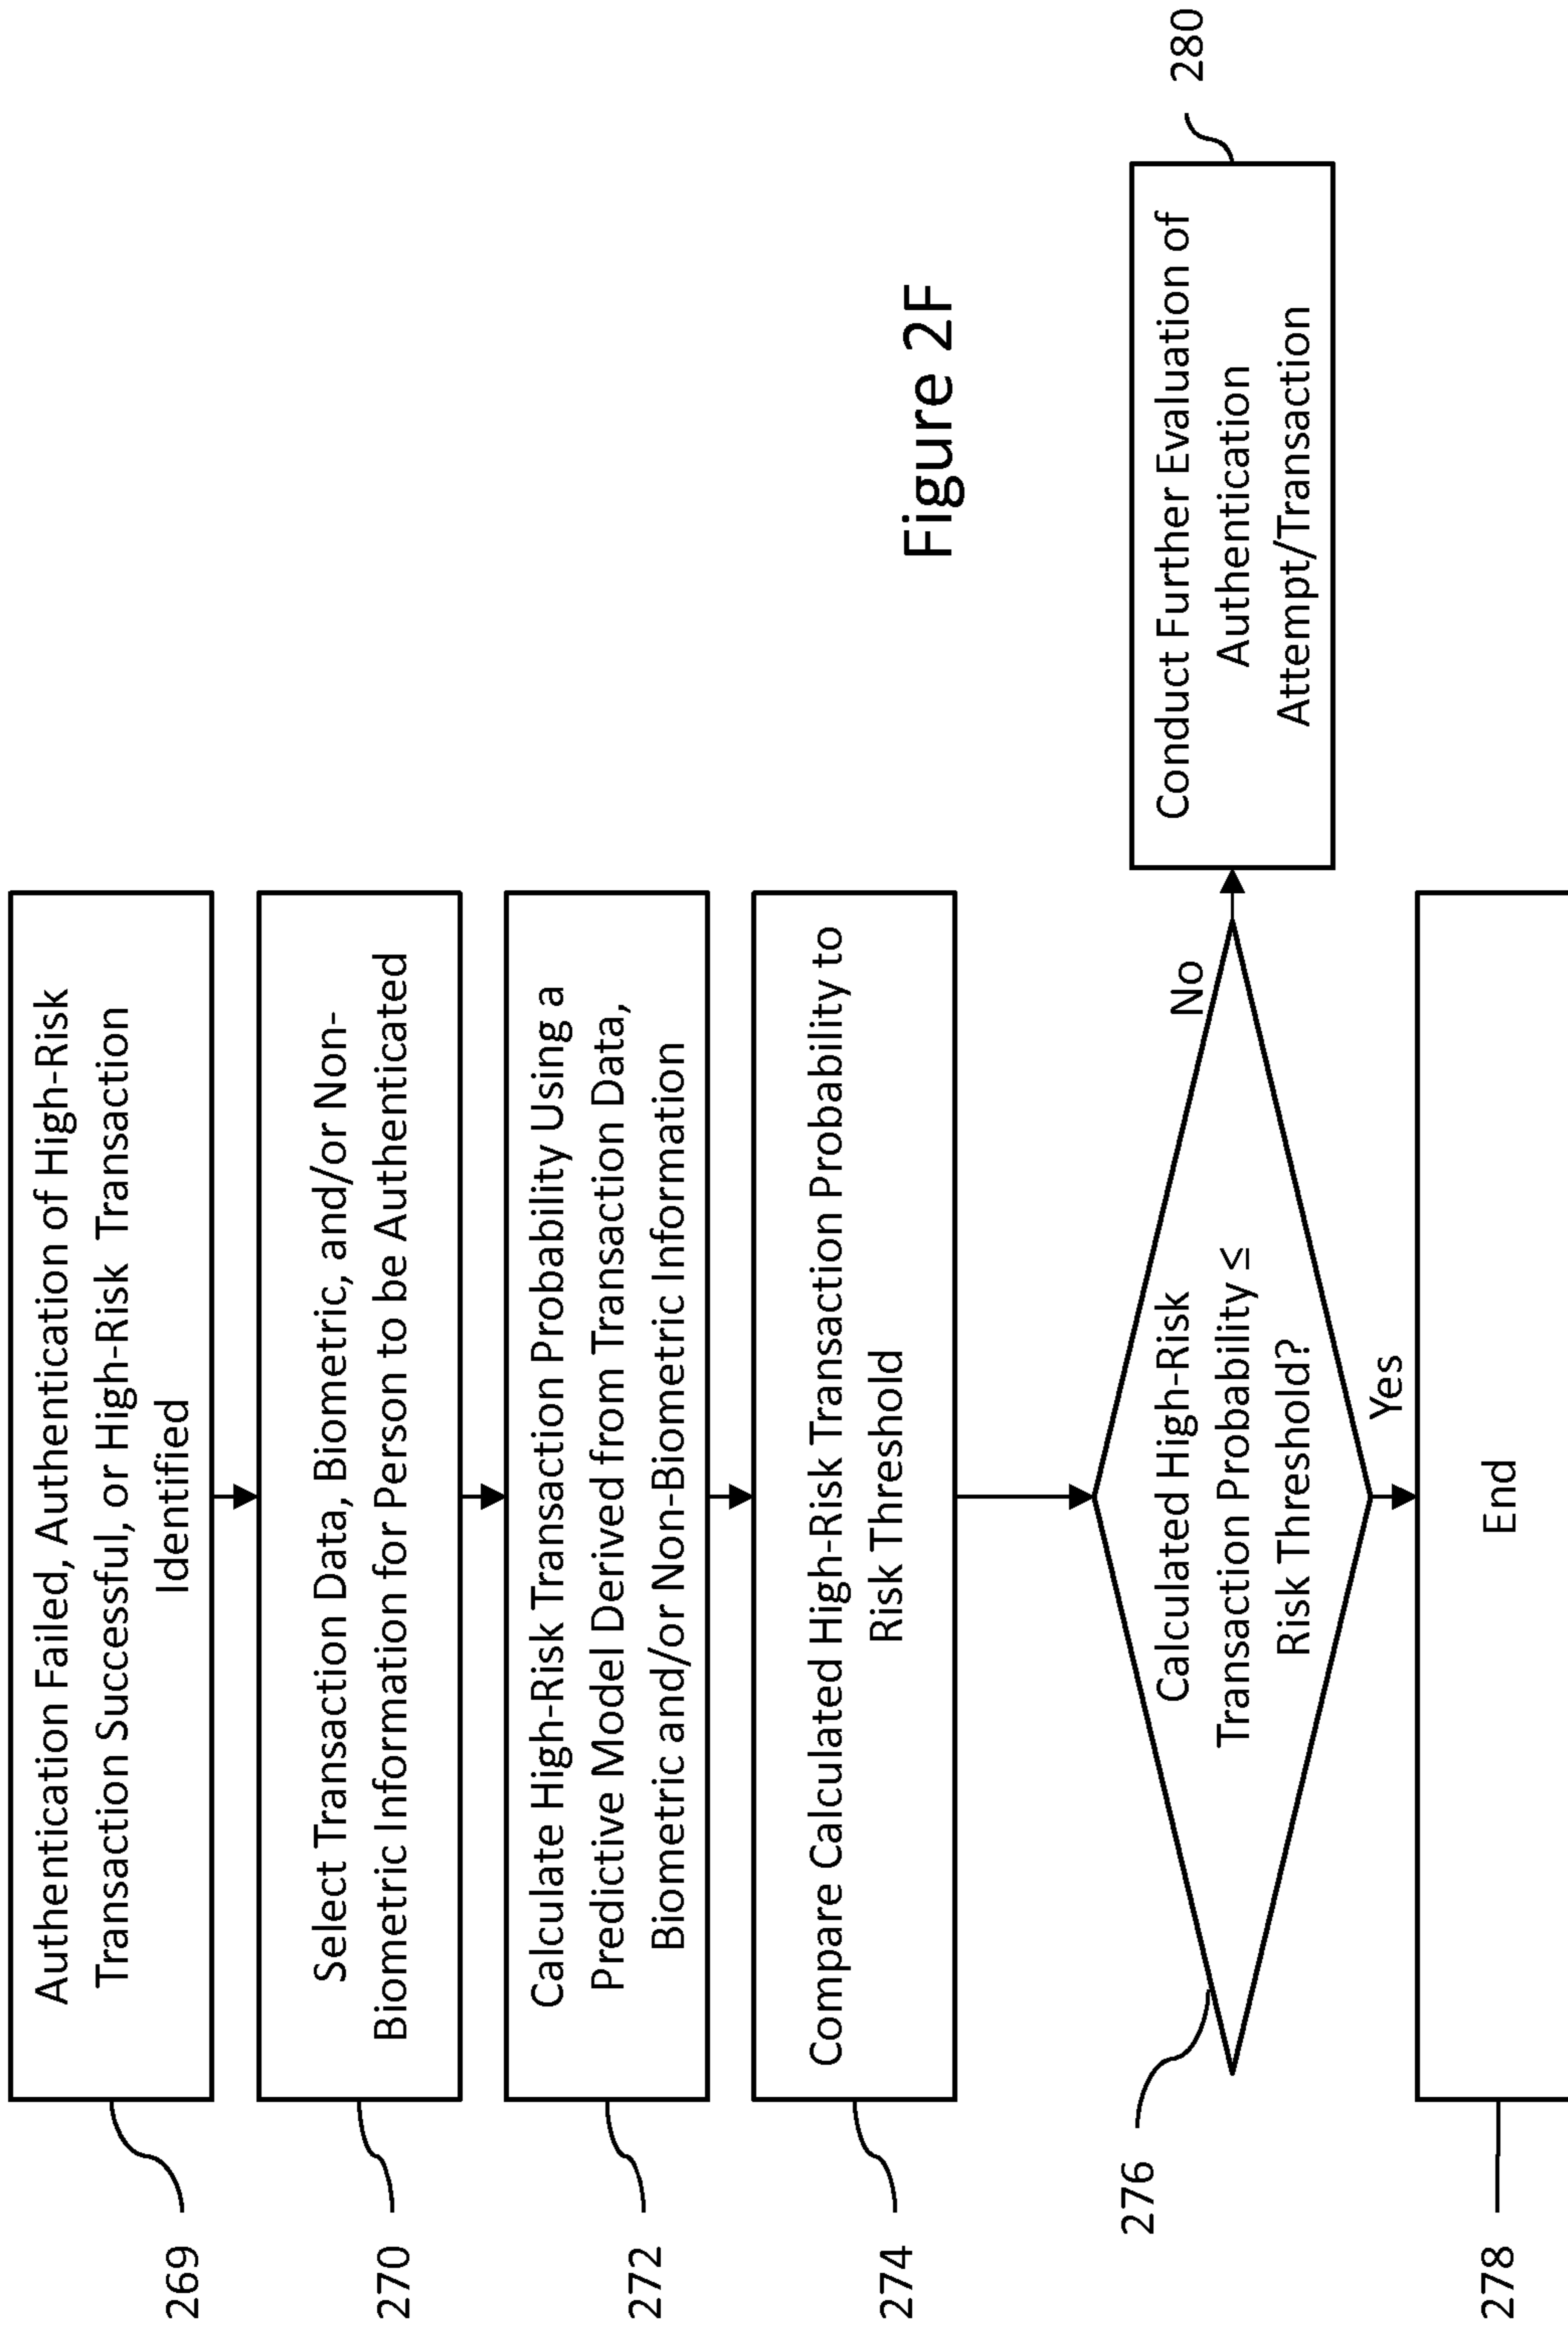 269
Authentication Failed, Authentication of High-Risk
Transaction Successful, or High-Risk Transaction
Identified
270
Select Transaction Data, Biometric, and/or Non-
Biometric Information for Person to be Authenticated
272
Calculate High-Risk Transaction Probability Using a
Predictive Model Derived from Transaction Data,
Biometric and/or Non-Biometric Information
274
Compare Calculated High-Risk Transaction Probability to
Risk Threshold
Figure 2F
276
Calculated High-Risk
Transaction Probability ≤
Risk Threshold?
No
280
Conduct Further Evaluation of
Authentication
Attempt/Transaction
Yes
278
End